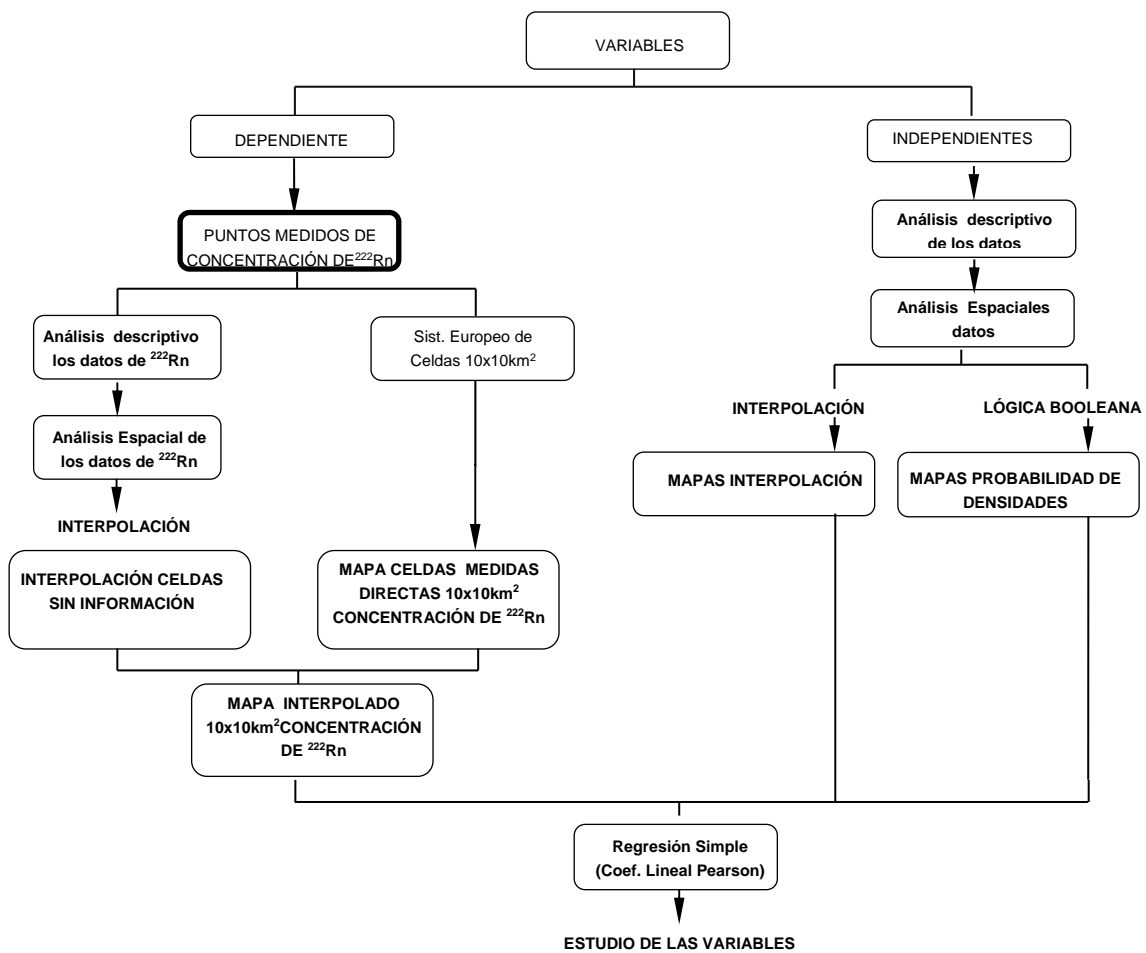 VARIABLES
DEPENDIENTE
INDEPENDIENTES
PUNTOS MEDIDOS DE
CONCENTRACIÓN DE²²²Rn
Análisis descriptivo
de los datos
Análisis descriptivo
los datos de ²²²Rn
Sist. Europeo de
Celdas 10x10km²
Análisis Espaciales
datos
INTERPOLACIÓN
LÓGICA BOOLEANA
Análisis Espacial de
los datos de ²²²Rn
MAPAS INTERPOLACIÓN
MAPAS PROBABILIDAD DE
DENSIDADES
INTERPOLACIÓN
INTERPOLACIÓN CELDAS
SIN INFORMACIÓN
MAPA CELDAS MEDIDAS
DIRECTAS 10x10km²
CONCENTRACIÓN DE ²²²Rn
MAPA INTERPOLADO
10x10km²CONCENTRACIÓN
DE ²²²Rn
Regresión Simple
(Coef. Lineal Pearson)
ESTUDIO DE LAS VARIABLES